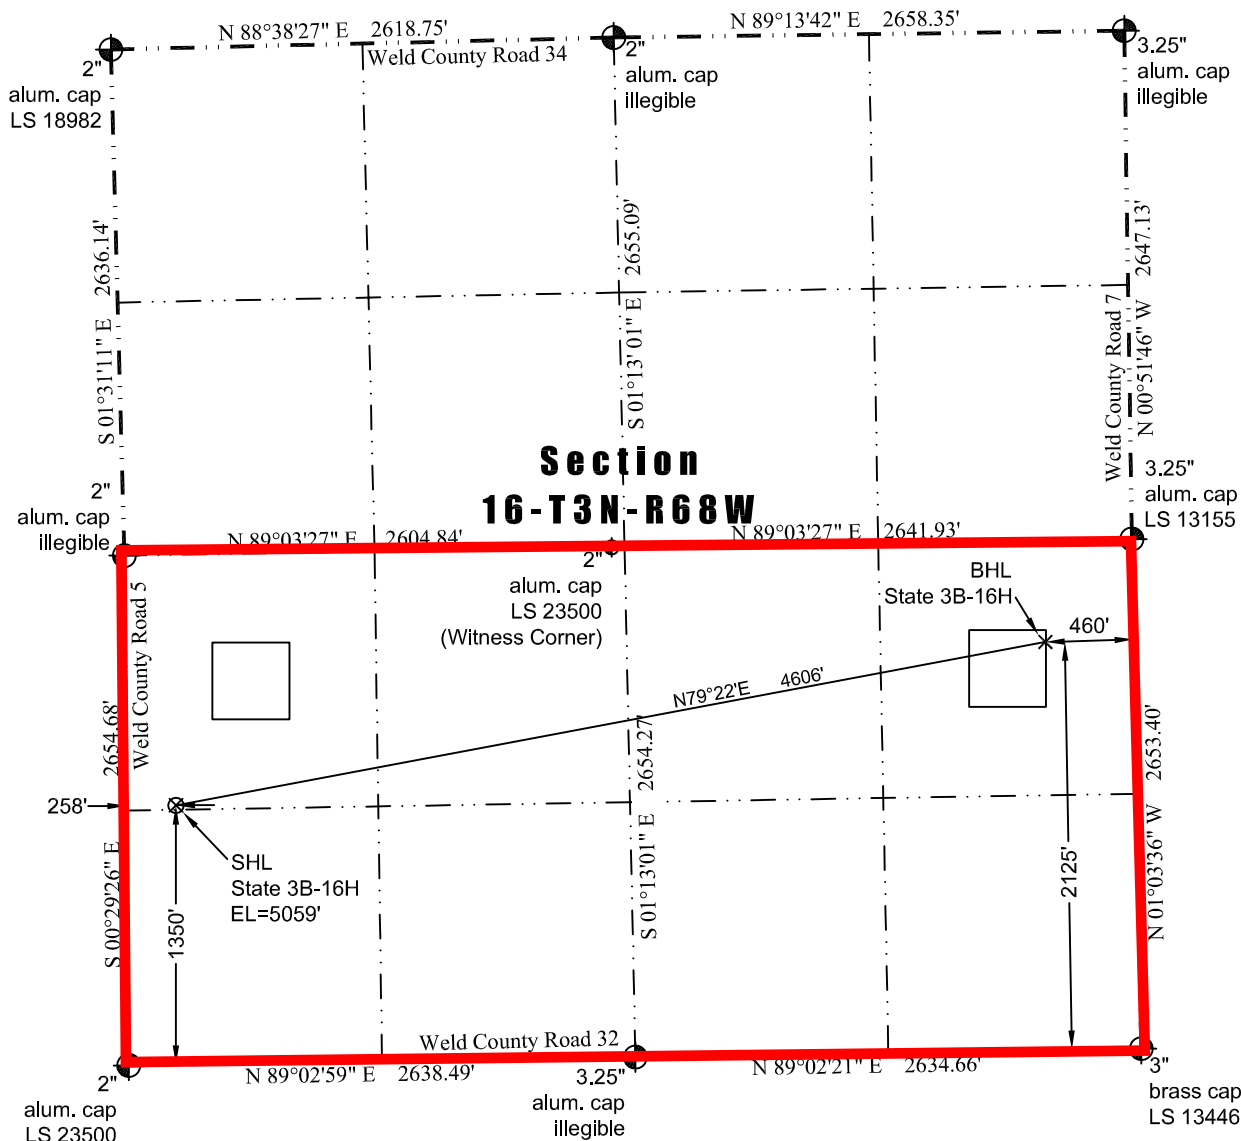 N 88°38'27" E 2618.75'
N 89°13'42" E 2658.35'
Weld County Road 34
2"
alum. cap
LS 18982
2"
alum. cap
illegible
3.25"
alum. cap
illegible
2636.14'
S 01°31'11" E
2655.09'
S 01°13' 01" E
2647.13'
N 00°51'46" W
Weld County Road 7
Section
16-T3N-R68W
2"
alum. cap
illegible
3.25"
alum. cap
LS 13155
N 89°03'27" E 2604.84'
N 89°03'27" E 2641.93'
2"
alum. cap
LS 23500
(Witness Corner)
BHL
State 3B-16H
460'
Weld County Road 5
2654.68'
S 00°29'26" E
N79°22'E 4606'
2654.27'
S 01°13'01" E
2653.40'
N 01°03'36" W
258'
SHL
State 3B-16H
EL=5059'
1350'
2125'
Weld County Road 32
N 89°02'59" E 2638.49'
N 89°02'21" E 2634.66'
2"
alum. cap
LS 23500
3.25"
alum. cap
illegible
3"
brass cap
LS 13446